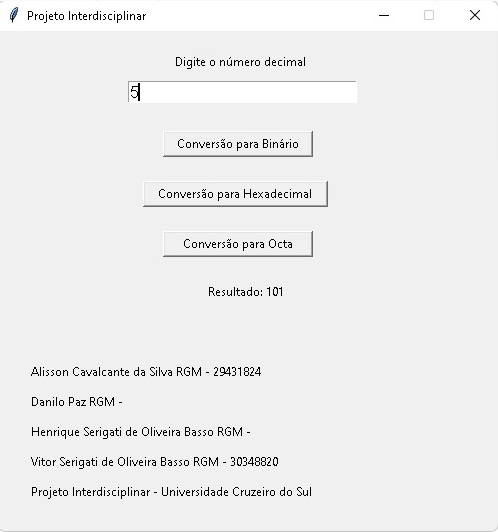 Projeto Interdisciplinar
Digite o número decimal
5
Conversão para Binário
Conversão para Hexadecimal
Conversão para Octa
Resultado: 101
Alisson Cavalcante da Silva RGM - 29431824
Danilo Paz RGM -
Henrique Serigati de Oliveira Basso RGM -
Vitor Serigati de Oliveira Basso RGM - 30348820
Projeto Interdisciplinar - Universidade Cruzeiro do Sul